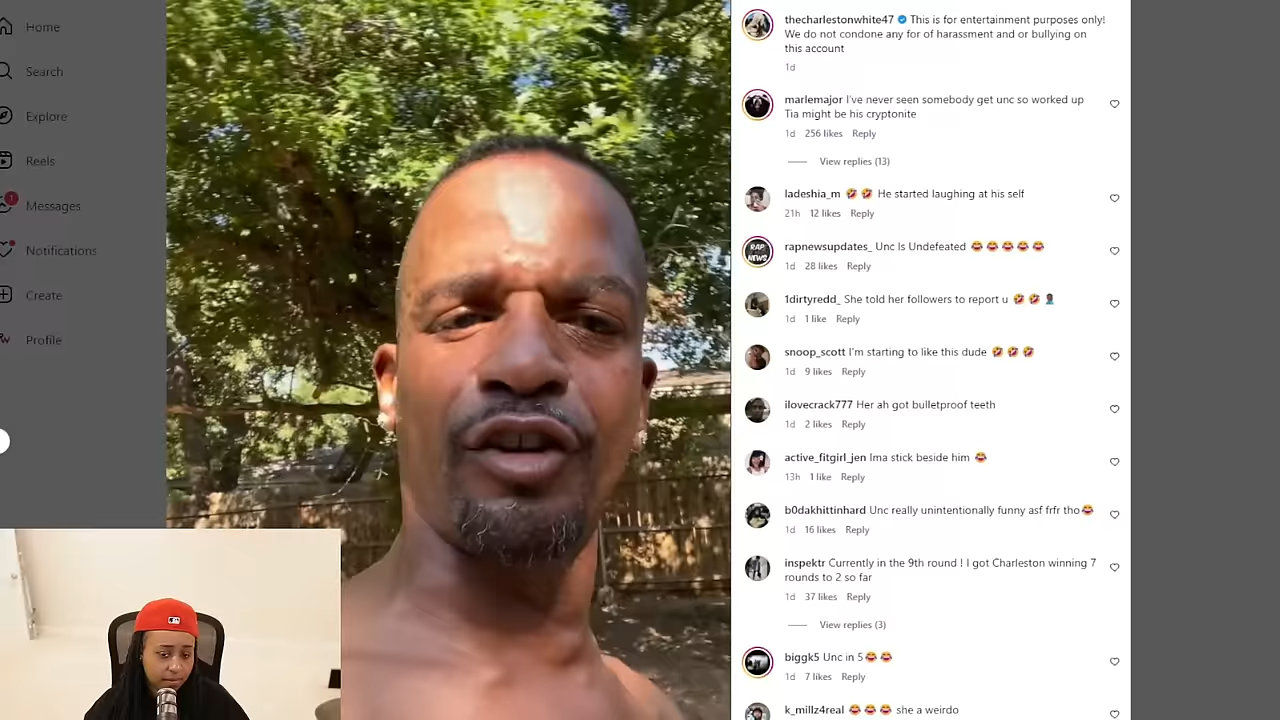 Home
Search
Explore
Reels
1
Messages
Notifications
Create
Profile
thecharlestonwhite47 This is for entertainment purposes only!
We do not condone any for of harassment and or bullying on
this account
1d
marlemajor I've never seen somebody get unc so worked up
Tia might be his cryptonite
1d 256 likes Reply
View replies (13)
ladeshia_m 🤣 🤣 He started laughing at his self
21h 12 likes Reply
RAP NEWS
rapnewsupdates_ Unc Is Undefeated 😂😂😂😂😂
1d 28 likes Reply
1dirtyredd_ She told her followers to report u 🤣 🤣 🤦🏾‍♂️
1d 1 like Reply
snoop_scott I'm starting to like this dude 🤣 🤣 🤣
1d 9 likes Reply
ilovecrack777 Her ah got bulletproof teeth
1d 2 likes Reply
active_fitgirl_jen Ima stick beside him 😂
13h 1 like Reply
b0dakhittinhard Unc really unintentionally funny asf frfr tho😂
1d 16 likes Reply
inspektr Currently in the 9th round ! I got Charleston winning 7
rounds to 2 so far
1d 37 likes Reply
View replies (3)
biggk5 Unc in 5😂😂
1d 7 likes Reply
k_millz4real 😂😂😂 she a weirdo